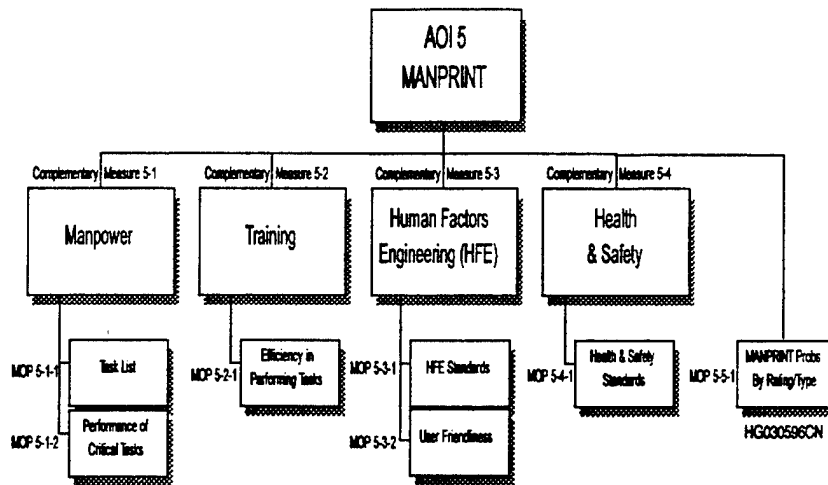 AOI 5
MANPRINT
Complementary Measure 5-1
Complementary Measure 5-2
Complementary Measure 5-3
Complementary Measure 5-4
Manpower
Training
Human Factors
Engineering (HFE)
Health
& Safety
MOP 5-1-1
Task List
MOP 5-1-2
Performance of
Critical Tasks
MOP 5-2-1
Efficiency in
Performing Tasks
MOP 5-3-1
HFE Standards
MOP 5-3-2
User Friendliness
MOP 5-4-1
Health & Safety
Standards
MOP 5-5-1
MANPRINT Probs
By Rating/Type
HG030596CN